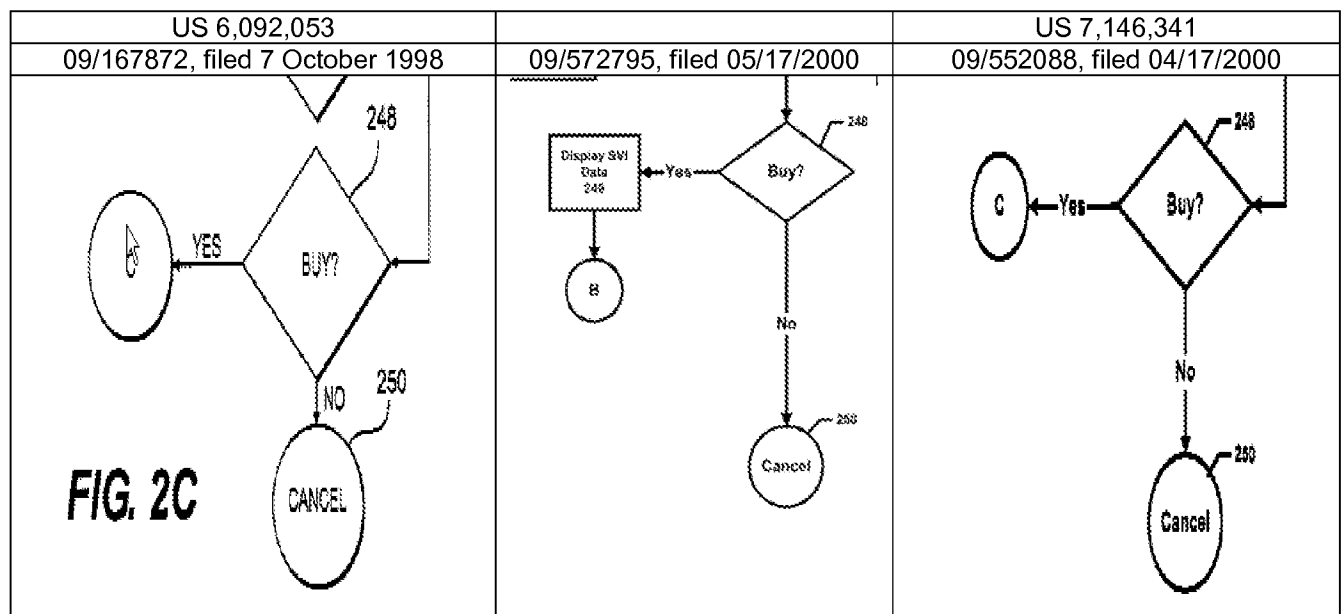 US 6,092,053
US 7,146,341
09/167872, filed 7 October 1998
09/572795, filed 05/17/2000
09/552088, filed 04/17/2000
248
YES
BUY?
NO
250
CANCEL
FIG. 2C
248
Display SVI
Data
249
Yes
Buy?
B
No
250
Cancel
248
C
Yes
Buy?
No
250
Cancel